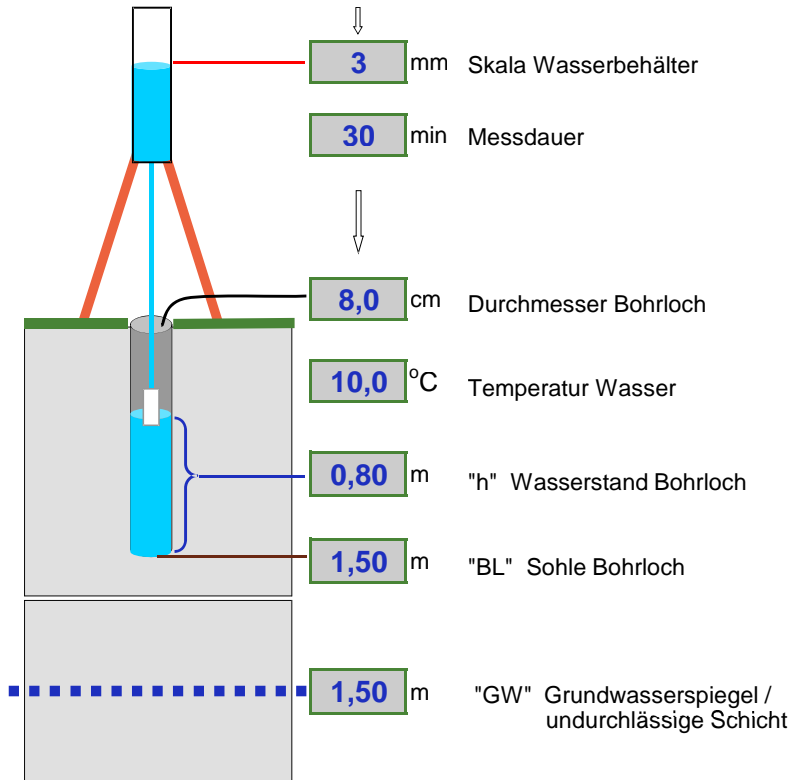 3 mm Skala Wasserbehälter
30 min Messdauer
8,0 cm Durchmesser Bohrloch
10,0 °C Temperatur Wasser
0,80 m "h" Wasserstand Bohrloch
1,50 m "BL" Sohle Bohrloch
1,50 m "GW" Grundwasserspiegel /
undurchlässige Schicht